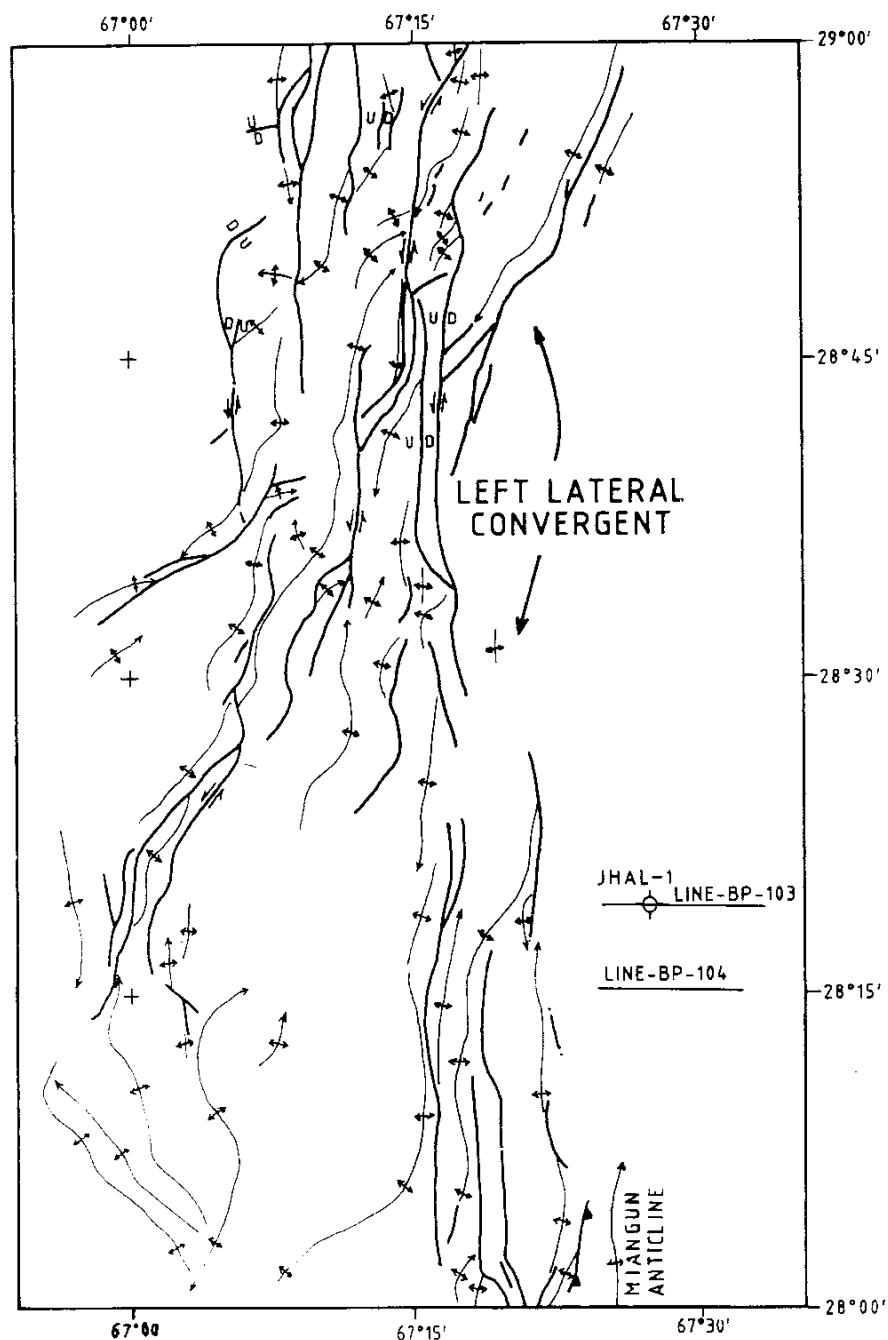 67°00' 67°15' 67°30'
29°00'
U D
U
D
D U
D U
U D
28°45'
U D
LEFT LATERAL
CONVERGENT
28°30'
JHAL-1
LINE-BP-103
LINE-BP-104
28°15'
MIANGUN
ANTICLINE
28°00'
67°00 67°15' 67°30'